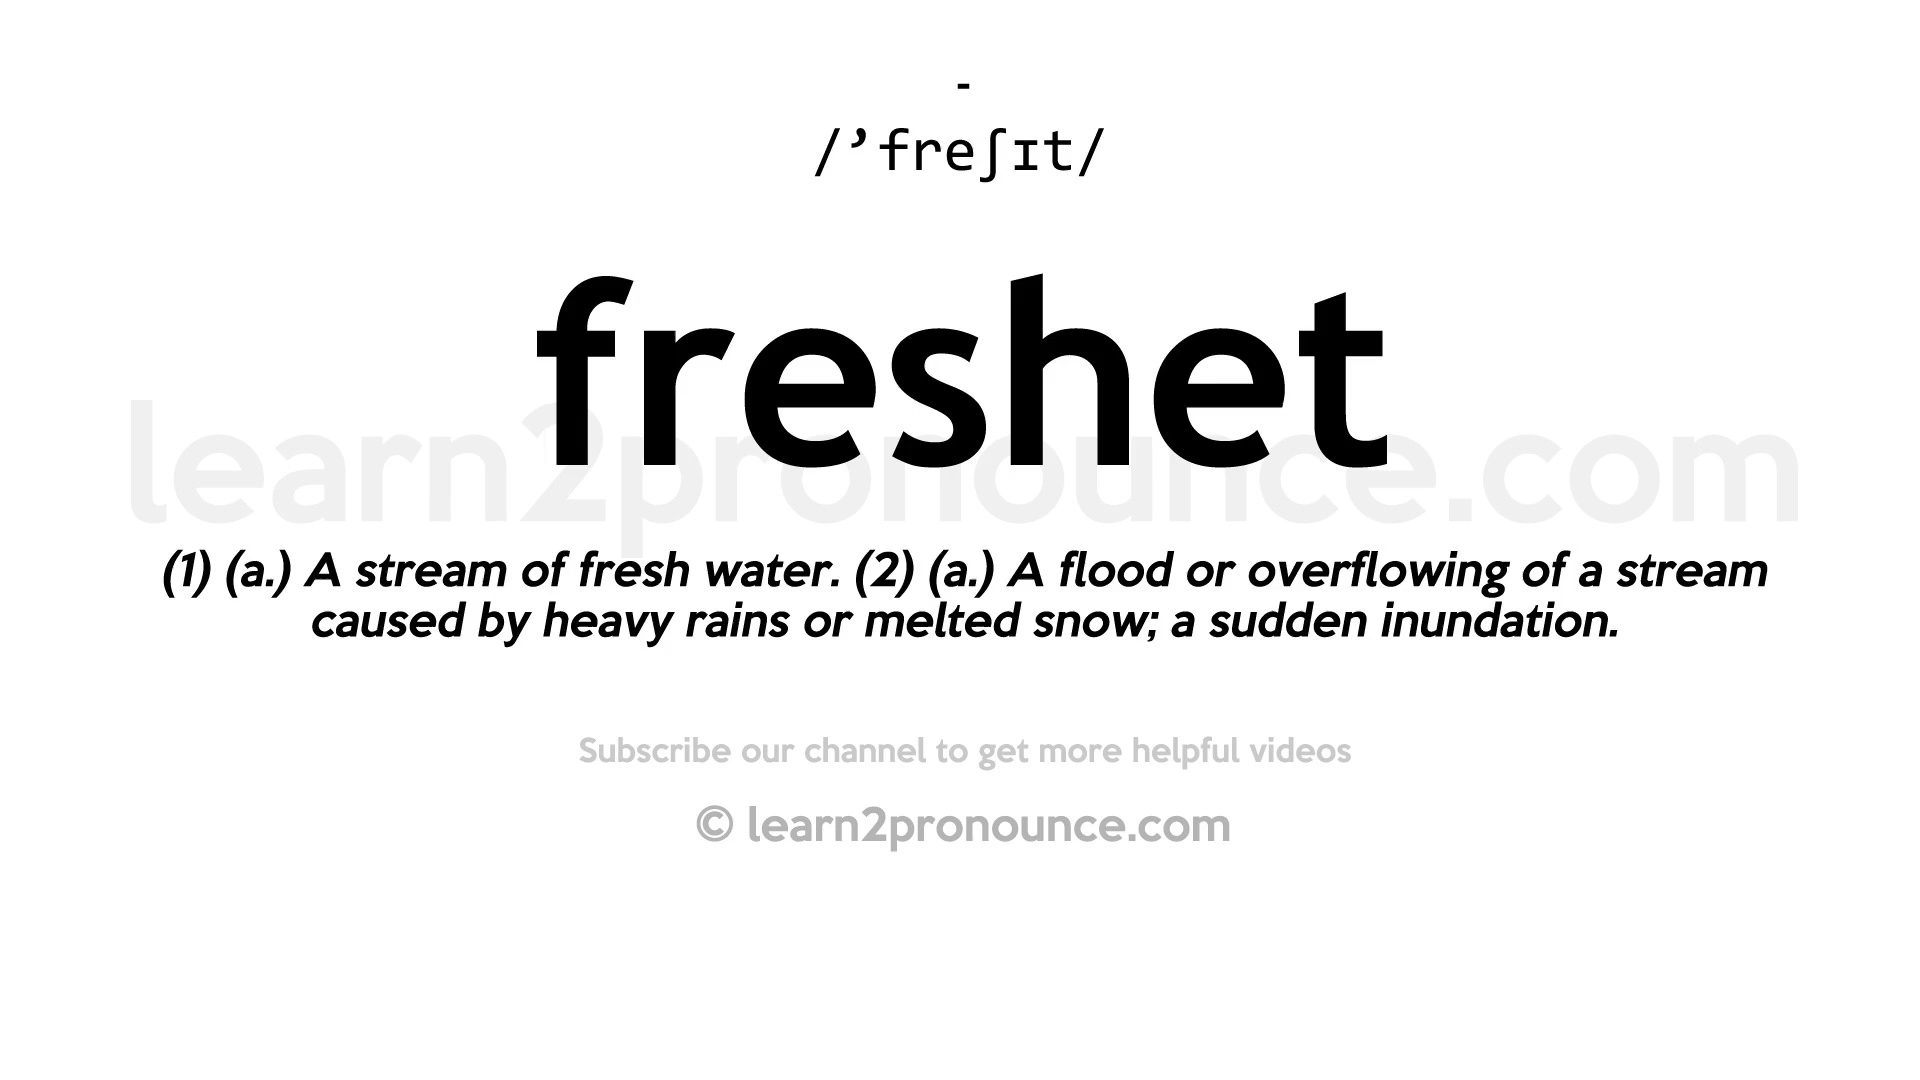 -
/’freʃɪt/
freshet
learn2pronounce.com
(1) (a.) A stream of fresh water. (2) (a.) A flood or overflowing of a stream
caused by heavy rains or melted snow; a sudden inundation.
Subscribe our channel to get more helpful videos
© learn2pronounce.com